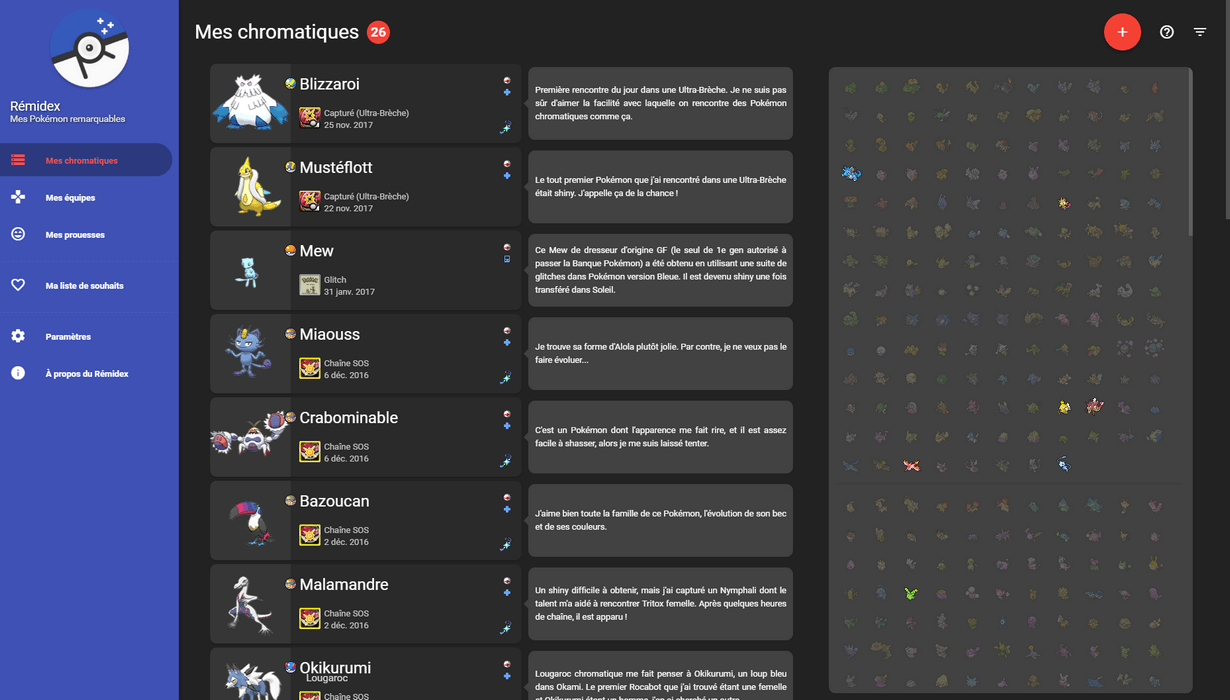 Rémidex
Mes Pokémon remarquables
Mes chromatiques
Mes équipes
Mes prouesses
Ma liste de souhaits
Paramètres
À propos du Rémidex
Mes chromatiques 26
Blizzaroi
Capturé (Ultra-Brèche)
25 nov. 2017
Première rencontre du jour dans une Ultra-Brèche. Je ne suis pas
sûr d'aimer la facilité avec laquelle on rencontre des Pokémon
chromatiques comme ça.
Mustéflott
Capturé (Ultra-Brèche)
22 nov. 2017
Le tout premier Pokémon que j'ai rencontré dans une Ultra-Brèche
était shiny. J'appelle ça de la chance !
Mew
Glitch
31 janv. 2017
Ce Mew de dresseur d'origine GF (le seul de 1e gen autorisé à
passer la Banque Pokémon) a été obtenu en utilisant une suite de
glitches dans Pokémon version Bleue. Il est devenu shiny une fois
transféré dans Soleil.
Miaouss
Chaîne SOS
6 déc. 2016
Je trouve sa forme d'Alola plutôt jolie. Par contre, je ne veux pas le
faire évoluer...
Crabominable
Chaîne SOS
6 déc. 2016
C'est un Pokémon dont l'apparence me fait rire, et il est assez
facile à shasser, alors je me suis laissé tenter.
Bazoucan
Chaîne SOS
2 déc. 2016
J'aime bien toute la famille de ce Pokémon, l'évolution de son bec
et de ses couleurs.
Malamandre
Chaîne SOS
2 déc. 2016
Un shiny difficile à obtenir, mais j'ai capturé un Nymphali dont le
talent m'a aidé à rencontrer Tritox femelle. Après quelques heures
de chaîne, il est apparu !
Okikurumi
Lougaroc
Chaîne SOS
Lougaroc chromatique me fait penser à Okikurumi, un loup bleu
dans Okami. Le premier Rocabot que j'ai trouvé étant une femelle